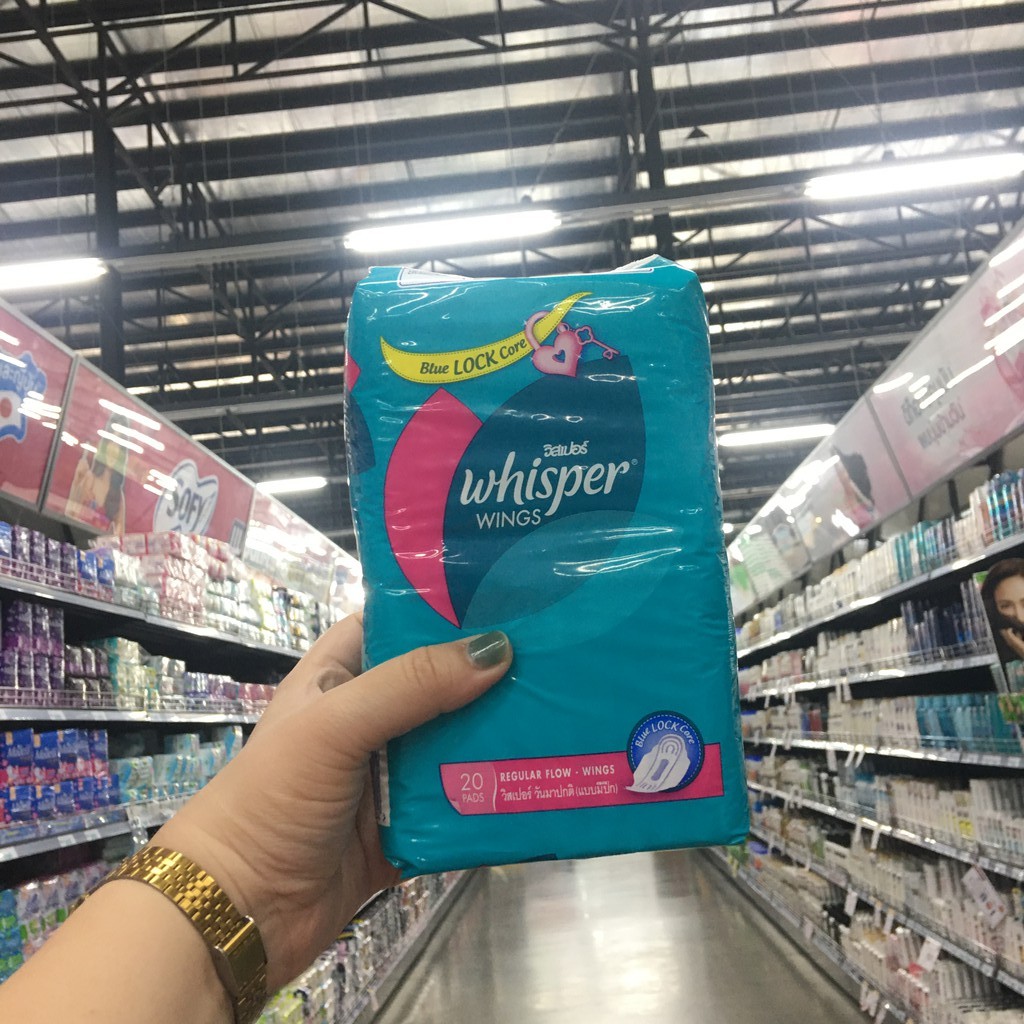 Blue LOCK Core
วิสเปอร์
whisper®
WINGS
Blue LOCK Core
20
PADS
REGULAR FLOW - WINGS
วิสเปอร์ วันมาปกติ (แบบมีปีก)
SOFY